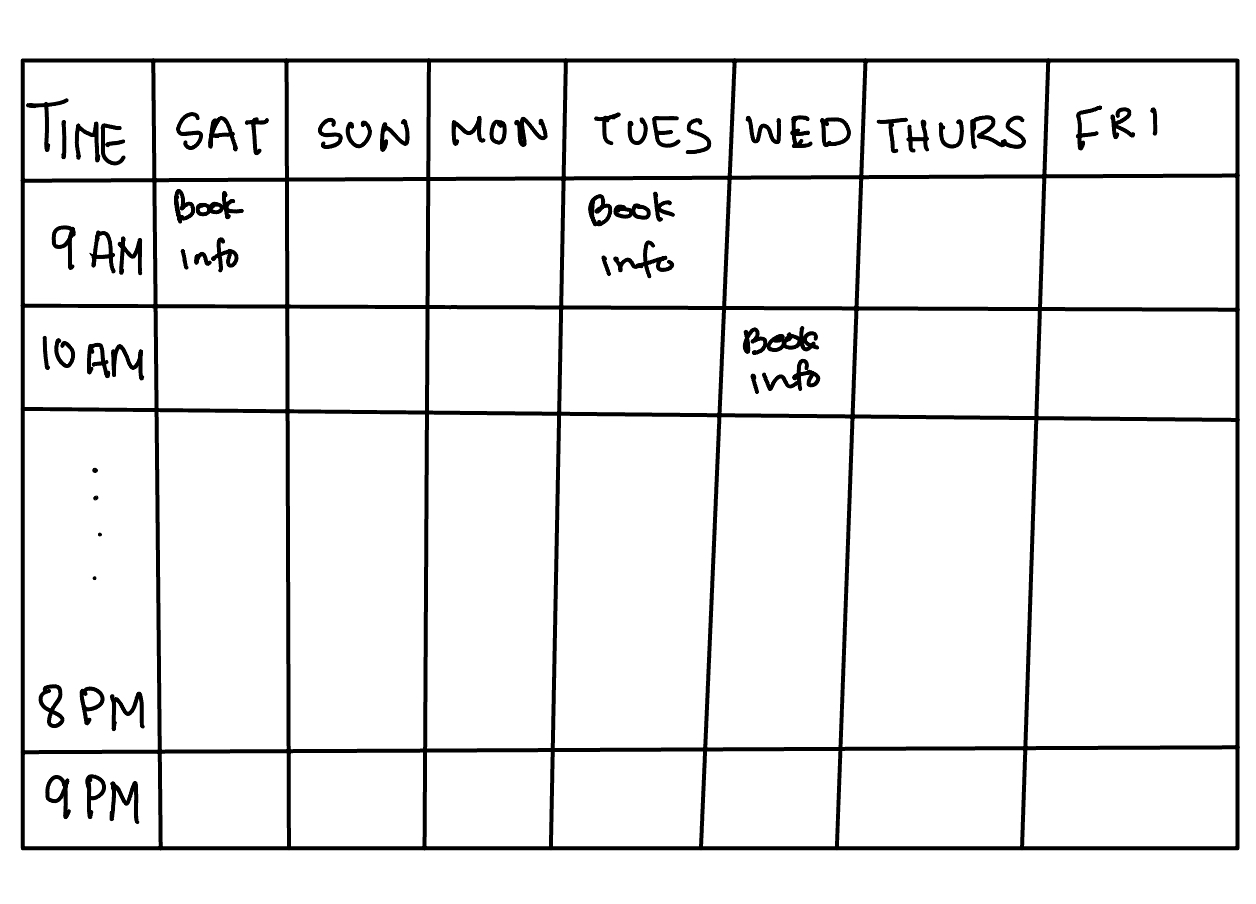 TIME SAT SUN MON TUES WED THURS FRI
9 AM Book Info Book Info
10 AM Book Info
8 PM
9 PM